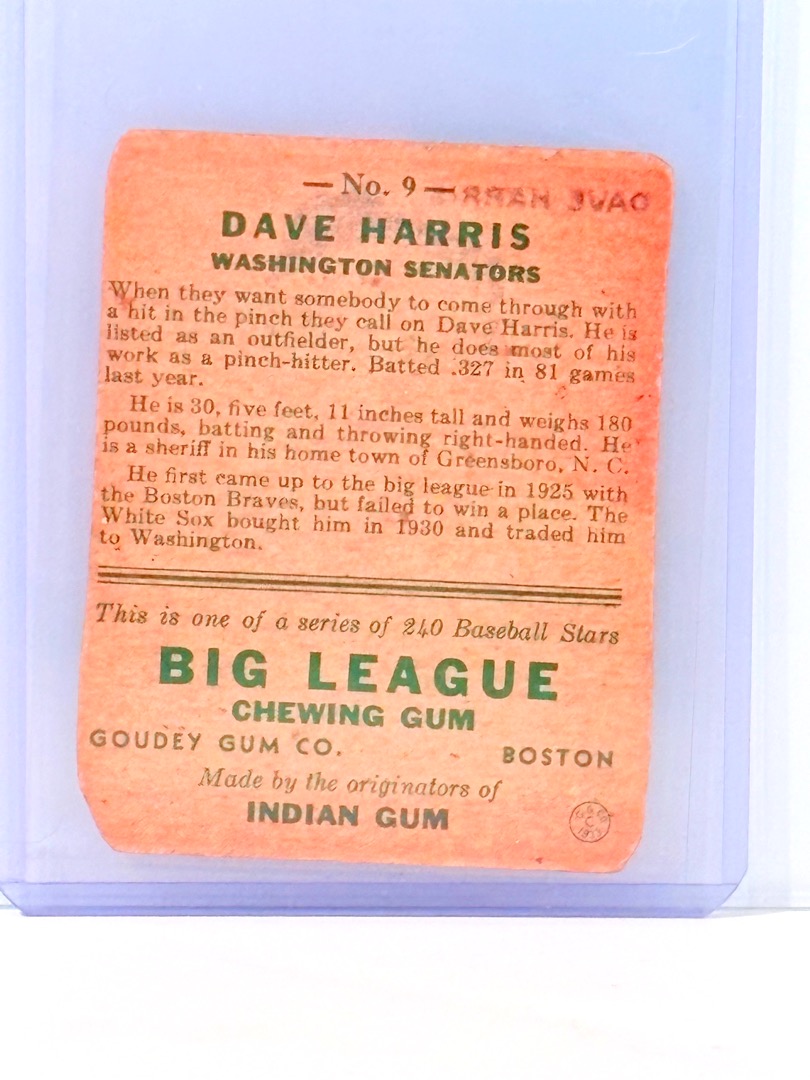 — No. 9 —
DAVE HARRIS
DAVE HARRIS
WASHINGTON SENATORS
When they want somebody to come through with
a hit in the pinch they call on Dave Harris. He is
listed as an outfielder, but he does most of his
work as a pinch-hitter. Batted .327 in 81 games
last year.
He is 30, five feet, 11 inches tall and weighs 180
pounds, batting and throwing right-handed. He
is a sheriff in his home town of Greensboro, N. C.
He first came up to the big league in 1925 with
the Boston Braves, but failed to win a place. The
White Sox bought him in 1930 and traded him
to Washington.
This is one of a series of 240 Baseball Stars
BIG LEAGUE
CHEWING GUM
GOUDEY GUM CO. BOSTON
Made by the originators of
INDIAN GUM